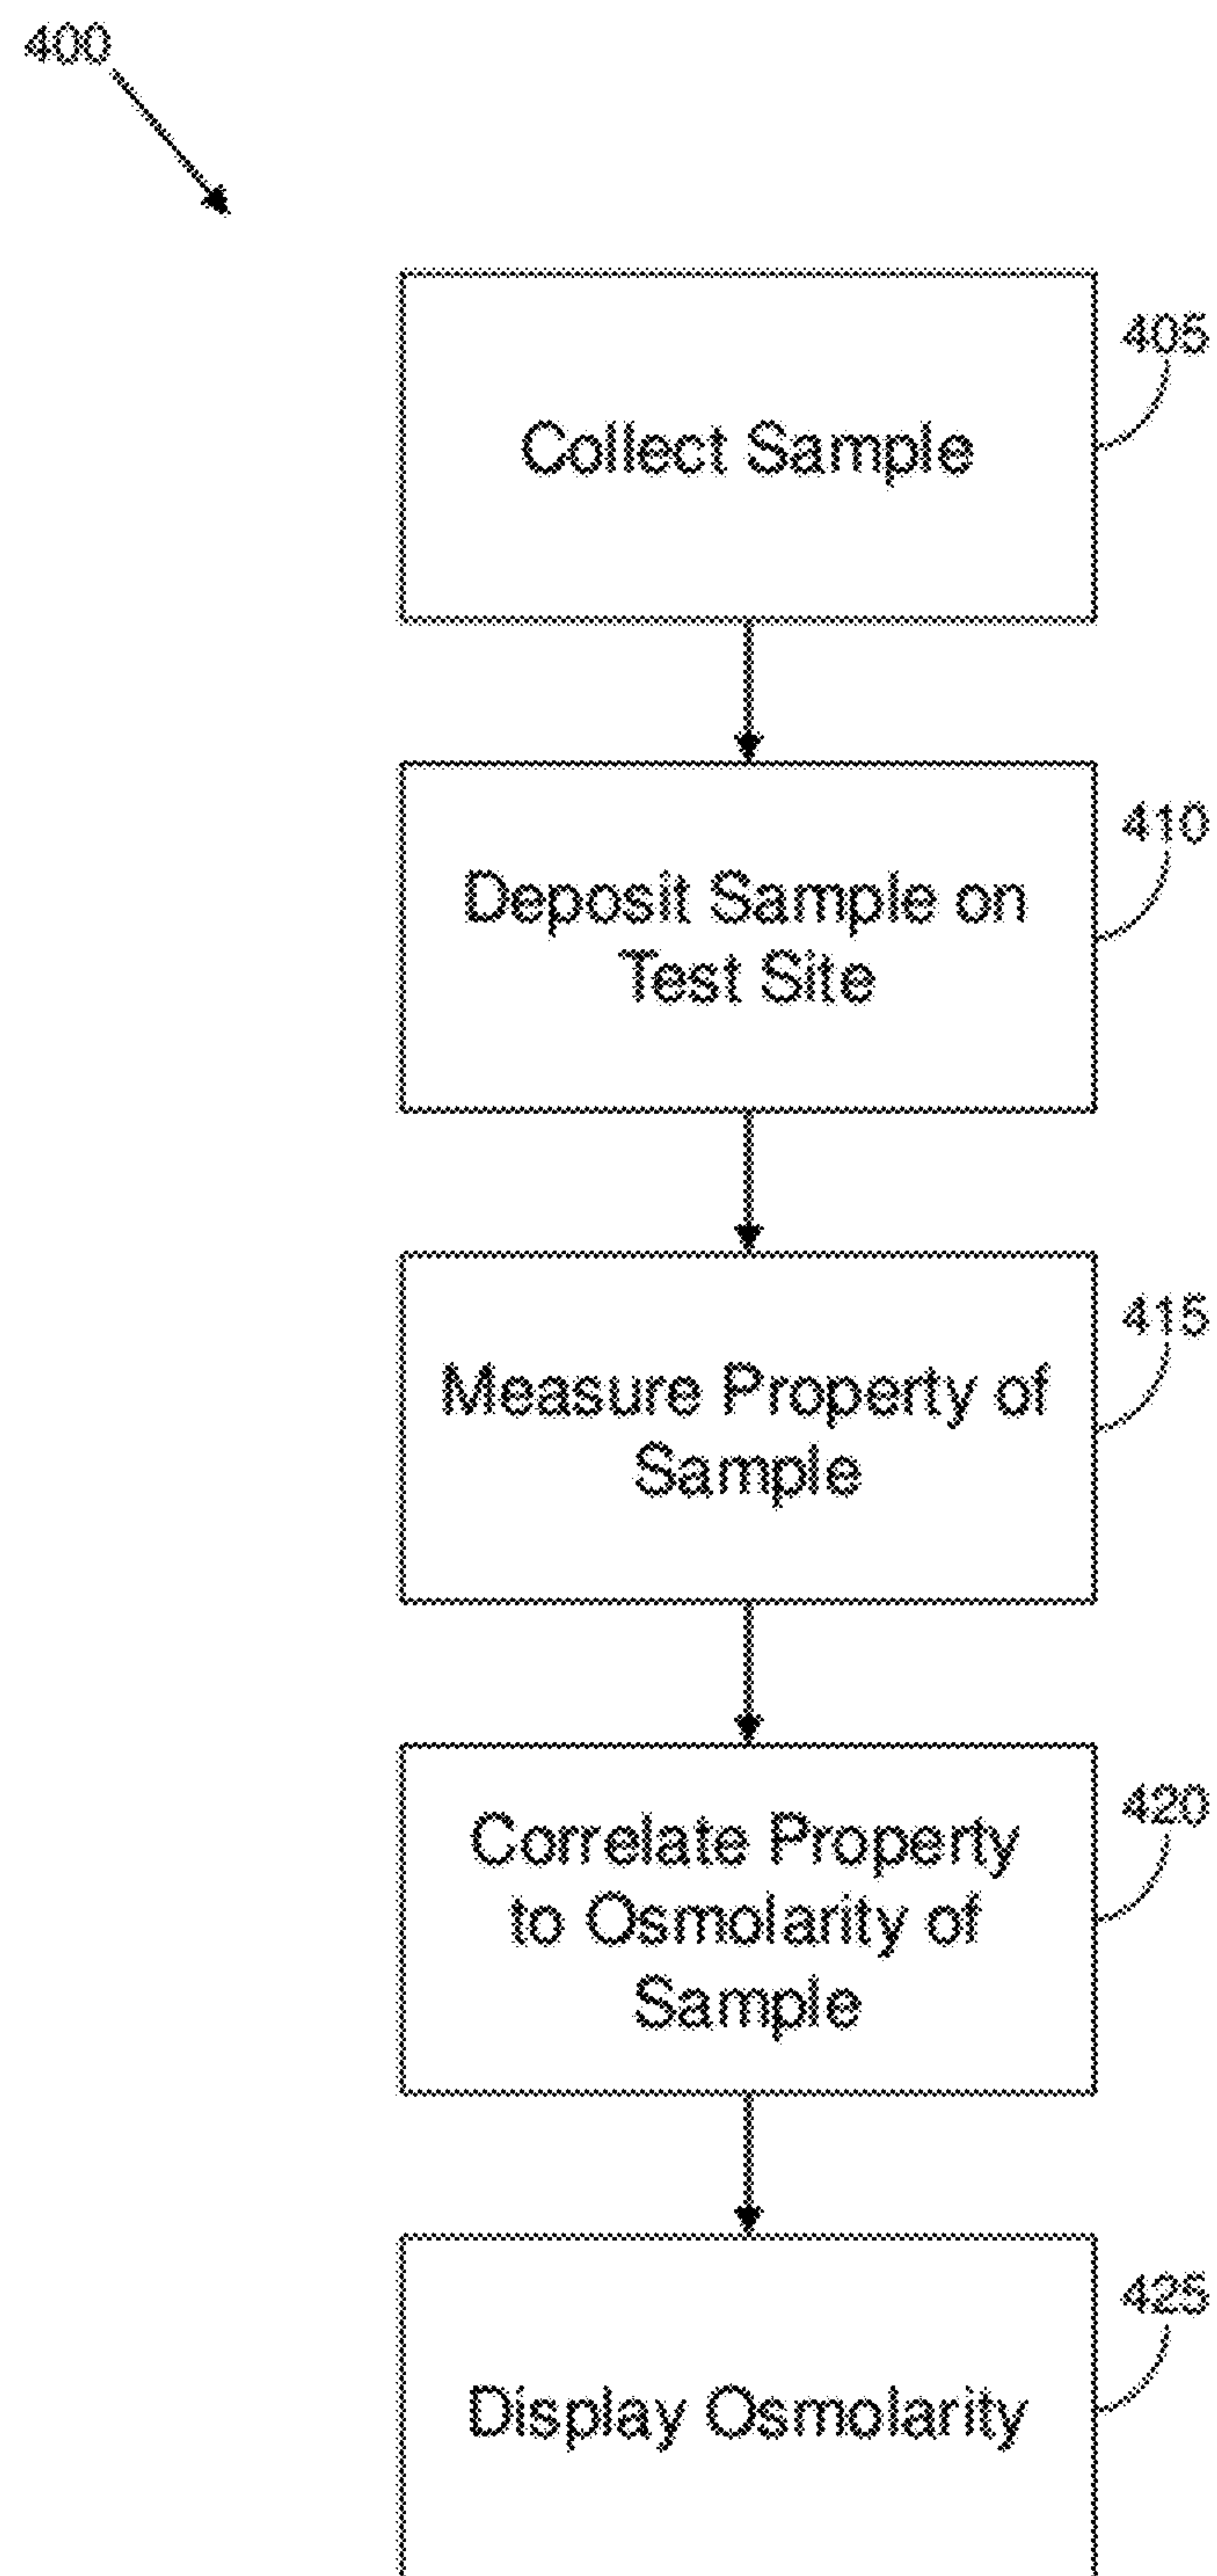 400
405
Collect Sample
410
Deposit Sample on
Test Site
415
Measure Property of
Sample
420
Correlate Property
to Osmolarity of
Sample
425
Display Osmolarity